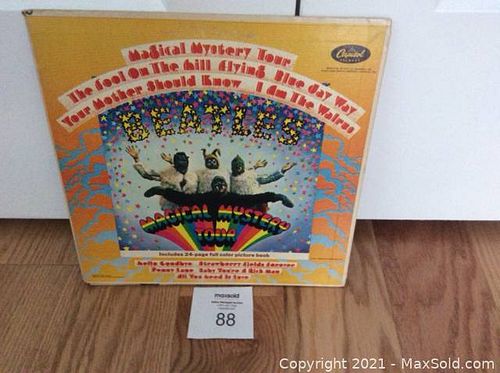 Magical Mystery Tour
The Fool On The Hill Flying Blue Jay Way
Your Mother Should Know I Am The Walrus
Capitol
BEATLES
MAGICAL MYSTERY
TOUR
Includes 24-page full color picture book
Hello Goodbye Strawberry Fields Forever
Penny Lane Baby You're A Rich Man
All You Need Is Love
maxsold
88
Copyright © 2021 - MaxSold.com